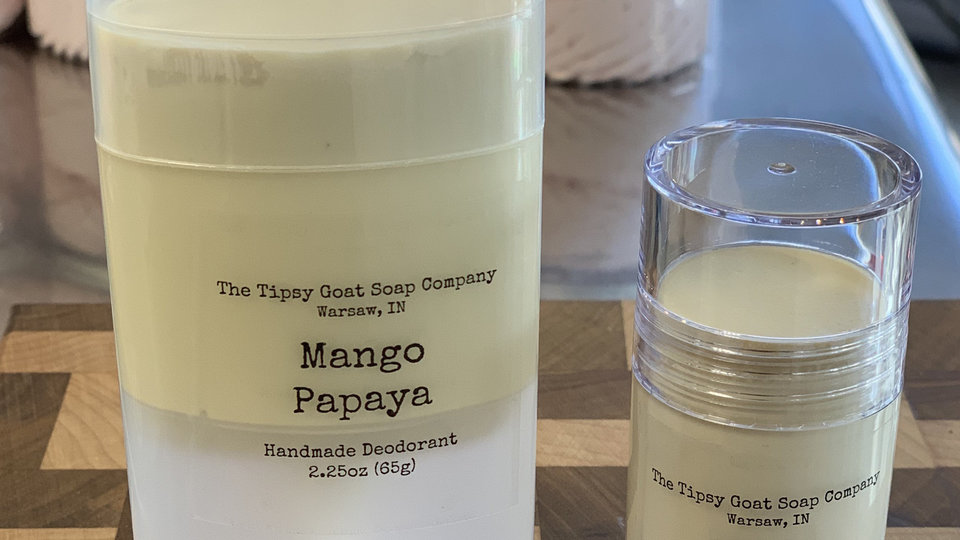 The Tipsy Goat Soap Company
Warsaw, IN
Mango
Papaya
Handmade Deodorant
2.25oz (65g)
The Tipsy Goat Soap Company
Warsaw, IN